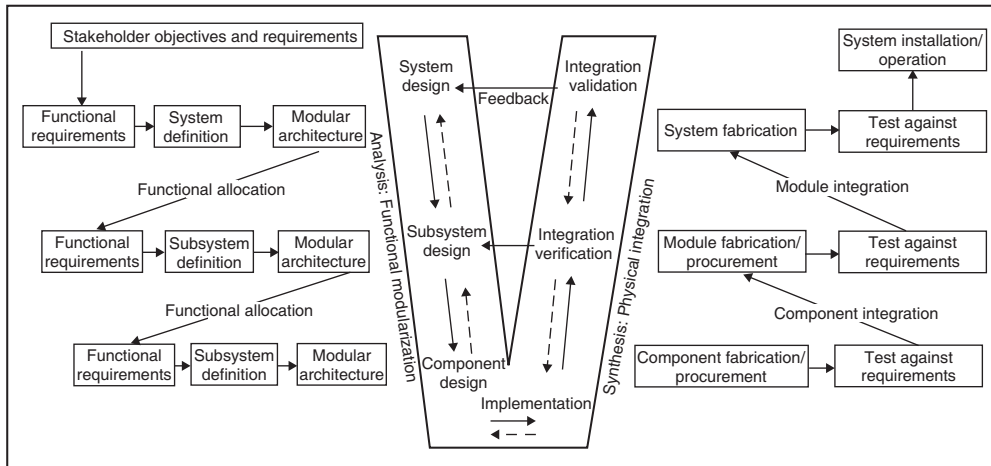 Stakeholder objectives and requirements
Functional
requirements
System
definition
Modular
architecture
Functional allocation
Functional
requirements
Subsystem
definition
Modular
architecture
Functional allocation
Functional
requirements
Subsystem
definition
Modular
architecture
Analysis: Functional modularization
System
design
Feedback
Integration
validation
Subsystem
design
Integration
verification
Component
design
Implementation
Synthesis: Physical integration
System installation/
operation
System fabrication
Test against
requirements
Module integration
Module fabrication/
procurement
Test against
requirements
Component integration
Component fabrication/
procurement
Test against
requirements